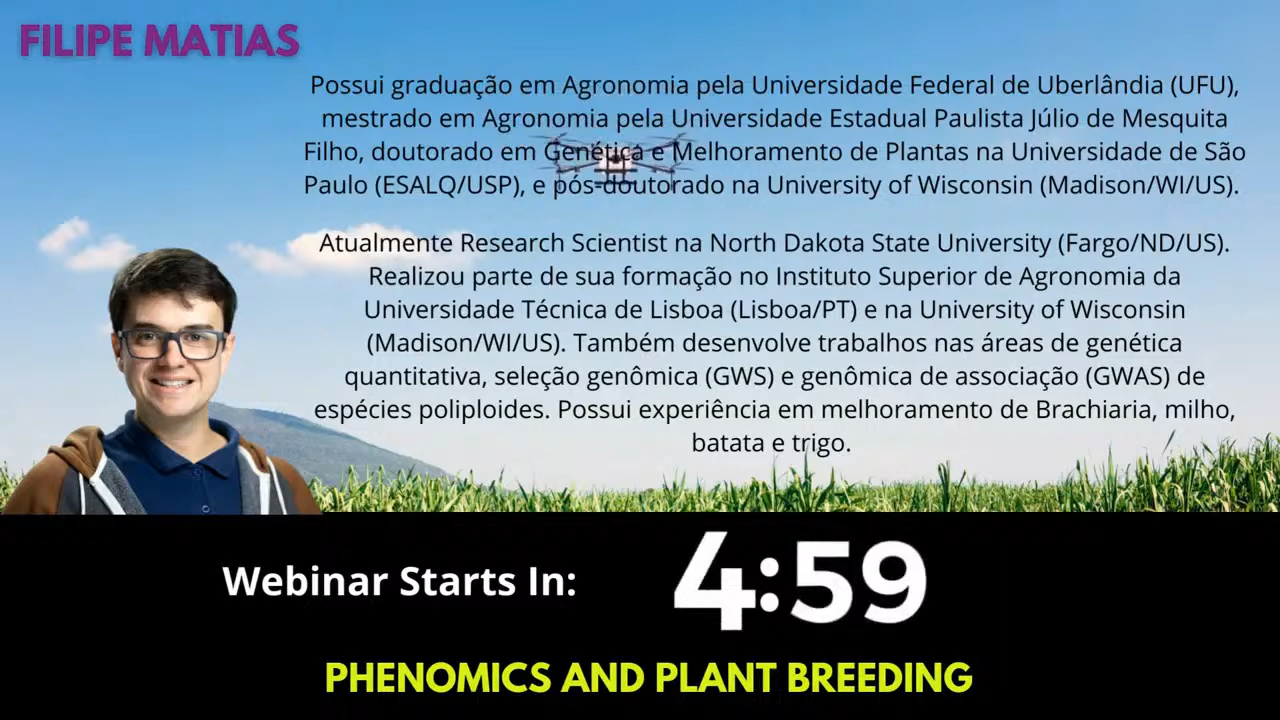 FILIPE MATIAS
Possui graduação em Agronomia pela Universidade Federal de Uberlândia (UFU),
mestrado em Agronomia pela Universidade Estadual Paulista Júlio de Mesquita
Filho, doutorado em Genética e Melhoramento de Plantas na Universidade de São
Paulo (ESALQ/USP), e pós-doutorado na University of Wisconsin (Madison/WI/US).
Atualmente Research Scientist na North Dakota State University (Fargo/ND/US).
Realizou parte de sua formação no Instituto Superior de Agronomia da
Universidade Técnica de Lisboa (Lisboa/PT) e na University of Wisconsin
(Madison/WI/US). Também desenvolve trabalhos nas áreas de genética
quantitativa, seleção genômica (GWS) e genômica de associação (GWAS) de
espécies poliploides. Possui experiência em melhoramento de Brachiaria, milho,
batata e trigo.
Webinar Starts In: 4:59
PHENOMICS AND PLANT BREEDING